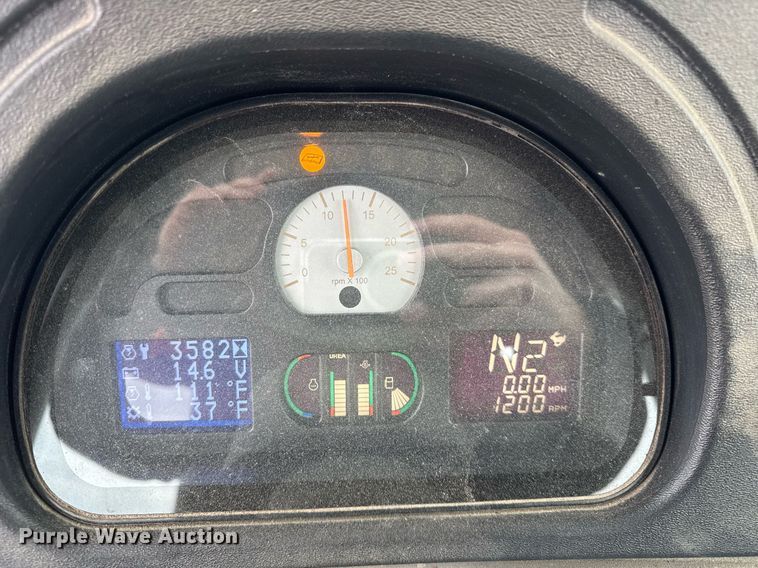 10 15
5 20
0 25
rpm X 100
3582
14.6 V
111 °F
37 °F
UREA
N2
0.00 MPH
1200 RPM
Purple Wave Auction